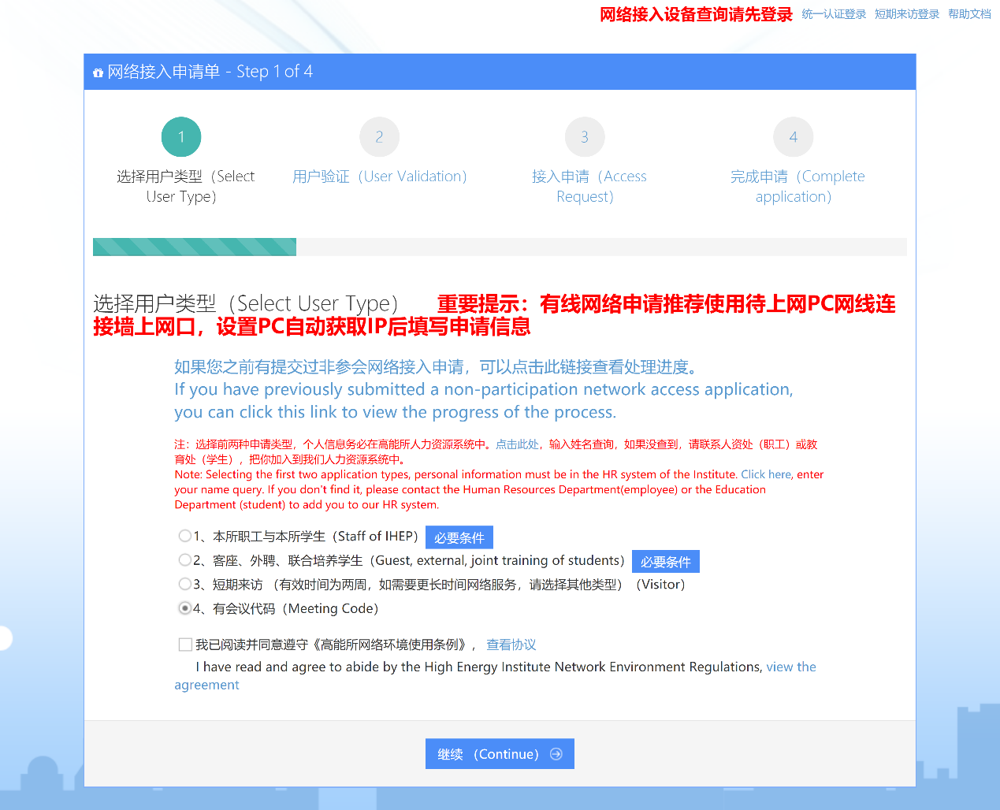 网络接入设备查询请先登录 统一认证登录 短期来访登录 帮助文档
网络接入申请单 - Step 1 of 4
1
2
3
4
选择用户类型（Select
User Type）
用户验证（User Validation）
接入申请（Access
Request）
完成申请（Complete
application）
选择用户类型（Select User Type） 重要提示：有线网络申请推荐使用待上网PC网线连
接墙上网口，设置PC自动获取IP后填写申请信息
如果您之前有提交过非参会网络接入申请，可以点击此链接查看处理进度。
If you have previously submitted a non-participation network access application,
you can click this link to view the progress of the process.
注：选择前两种申请类型，个人信息务必在高能所人力资源系统中。点击此处，输入姓名查询，如果没查到，请联系人资处（职工）或教
育处（学生），把你加入到我们人力资源系统中。
Note: Selecting the first two application types, personal information must be in the HR system of the Institute. Click here, enter
your name query. If you don't find it, please contact the Human Resources Department(employee) or the Education
Department (student) to add you to our HR system.
1、本所职工与本所学生（Staff of IHEP） 必要条件
2、客座、外聘、联合培养学生（Guest, external, joint training of students） 必要条件
3、短期来访 （有效时间为两周，如需要更长时间网络服务，请选择其他类型）（Visitor）
4、有会议代码（Meeting Code）
我已阅读并同意遵守《高能所网络环境使用条例》， 查看协议
I have read and agree to abide by the High Energy Institute Network Environment Regulations, view the
agreement
继续 （Continue）